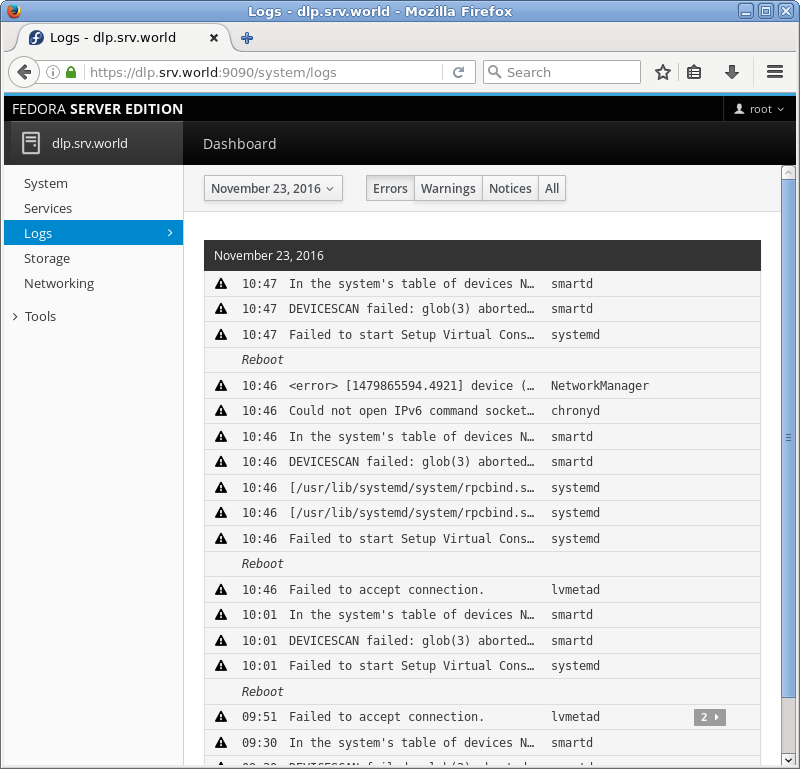 Logs - dlp.srv.world - Mozilla Firefox
Logs - dlp.srv.world
https://dlp.srv.world:9090/system/logs
Search
FEDORA SERVER EDITION
root
dlp.srv.world
Dashboard
System
Services
Logs
Storage
Networking
Tools
November 23, 2016
Errors Warnings Notices All
November 23, 2016
10:47 In the system's table of devices N… smartd
10:47 DEVICESCAN failed: glob(3) aborted… smartd
10:47 Failed to start Setup Virtual Cons… systemd
Reboot
10:46 <error> [1479865594.4921] device (… NetworkManager
10:46 Could not open IPv6 command socket… chronyd
10:46 In the system's table of devices N… smartd
10:46 DEVICESCAN failed: glob(3) aborted… smartd
10:46 [/usr/lib/systemd/system/rpcbind.s… systemd
10:46 [/usr/lib/systemd/system/rpcbind.s… systemd
10:46 Failed to start Setup Virtual Cons… systemd
Reboot
10:46 Failed to accept connection. lvmetad
10:01 In the system's table of devices N… smartd
10:01 DEVICESCAN failed: glob(3) aborted… smartd
10:01 Failed to start Setup Virtual Cons… systemd
Reboot
09:51 Failed to accept connection. lvmetad 2
09:30 In the system's table of devices N… smartd